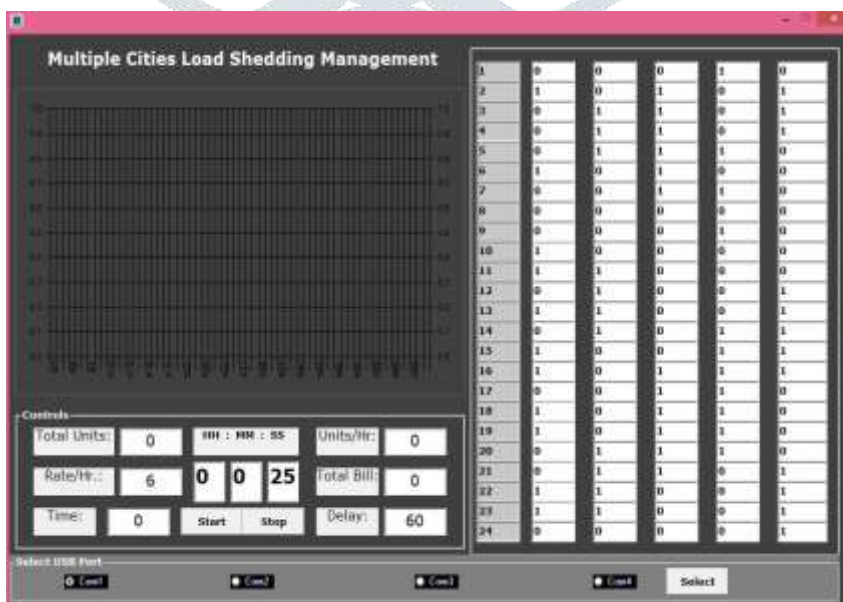 Multiple Cities Load Shedding Management
1 0 0 0 1 0
2 1 0 1 0 1
3 0 1 1 0 1
4 0 1 1 0 1
5 0 1 1 1 0
6 1 0 1 0 0
7 0 0 1 1 0
8 0 0 0 0 0
9 0 0 0 1 0
10 1 0 0 0 0
11 1 1 0 0 0
12 0 1 0 0 1
13 1 1 0 0 1
14 0 1 0 1 1
15 1 0 0 1 1
16 1 0 1 1 1
17 0 0 1 1 0
18 1 0 1 1 0
19 1 0 1 1 0
20 0 1 1 1 0
21 0 1 1 0 1
22 1 1 0 0 1
23 1 1 0 0 1
24 0 0 0 0 1
Controls
Total Units: 0 HH : MM : SS Units/Hr: 0
Rate/Hr.: 6 0 0 25 Total Bill: 0
Time: 0 Start Stop Delay: 60
Select USB Port
Com1 Com2 Com3 Com4 Select